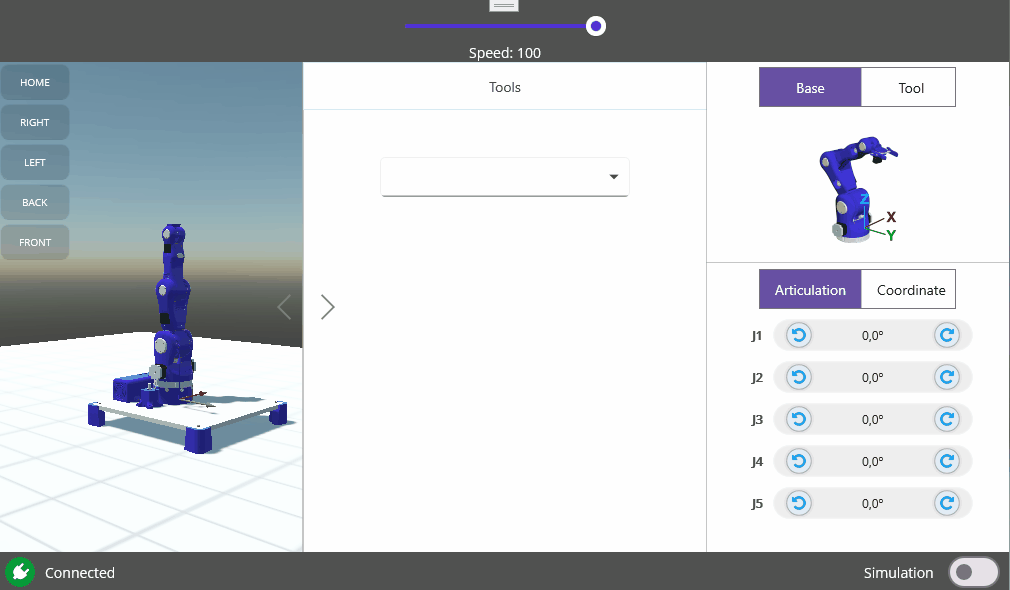 Speed: 100
HOME
RIGHT
LEFT
BACK
FRONT
Tools
Base
Tool
Z
X
Y
Articulation
Coordinate
J1
0,0°
J2
0,0°
J3
0,0°
J4
0,0°
J5
0,0°
Connected
Simulation